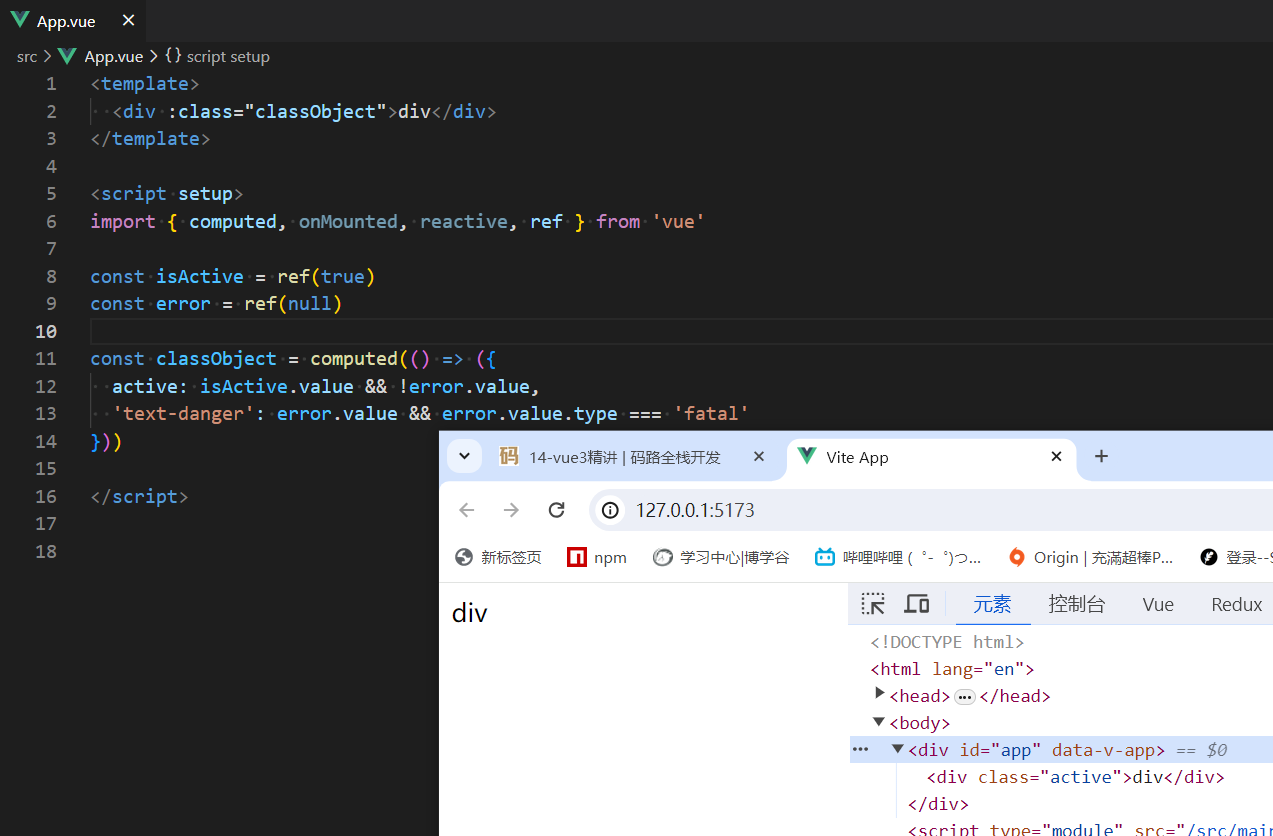 App.vue
src > App.vue > {} script setup
1 <template>
2 <div :class="classObject">div</div>
3 </template>
4
5 <script setup>
6 import { computed, onMounted, reactive, ref } from 'vue'
7
8 const isActive = ref(true)
9 const error = ref(null)
10
11 const classObject = computed(() => ({
12 active: isActive.value && !error.value,
13 'text-danger': error.value && error.value.type === 'fatal'
14 }))
15
16 </script>
17
18
码 14-vue3精讲 | 码路全栈开发 Vite App
127.0.0.1:5173
新标签页 npm 学习中心|博学谷 哔哩哔哩 ( ゜- ゜)つ... Origin | 充滿超棒P... 登录--S
div
元素 控制台 Vue Redux
<!DOCTYPE html>
<html lang="en">
<head> ... </head>
<body>
... <div id="app" data-v-app> == $0
<div class="active">div</div>
</div>
<script type="module" src="/src/mai